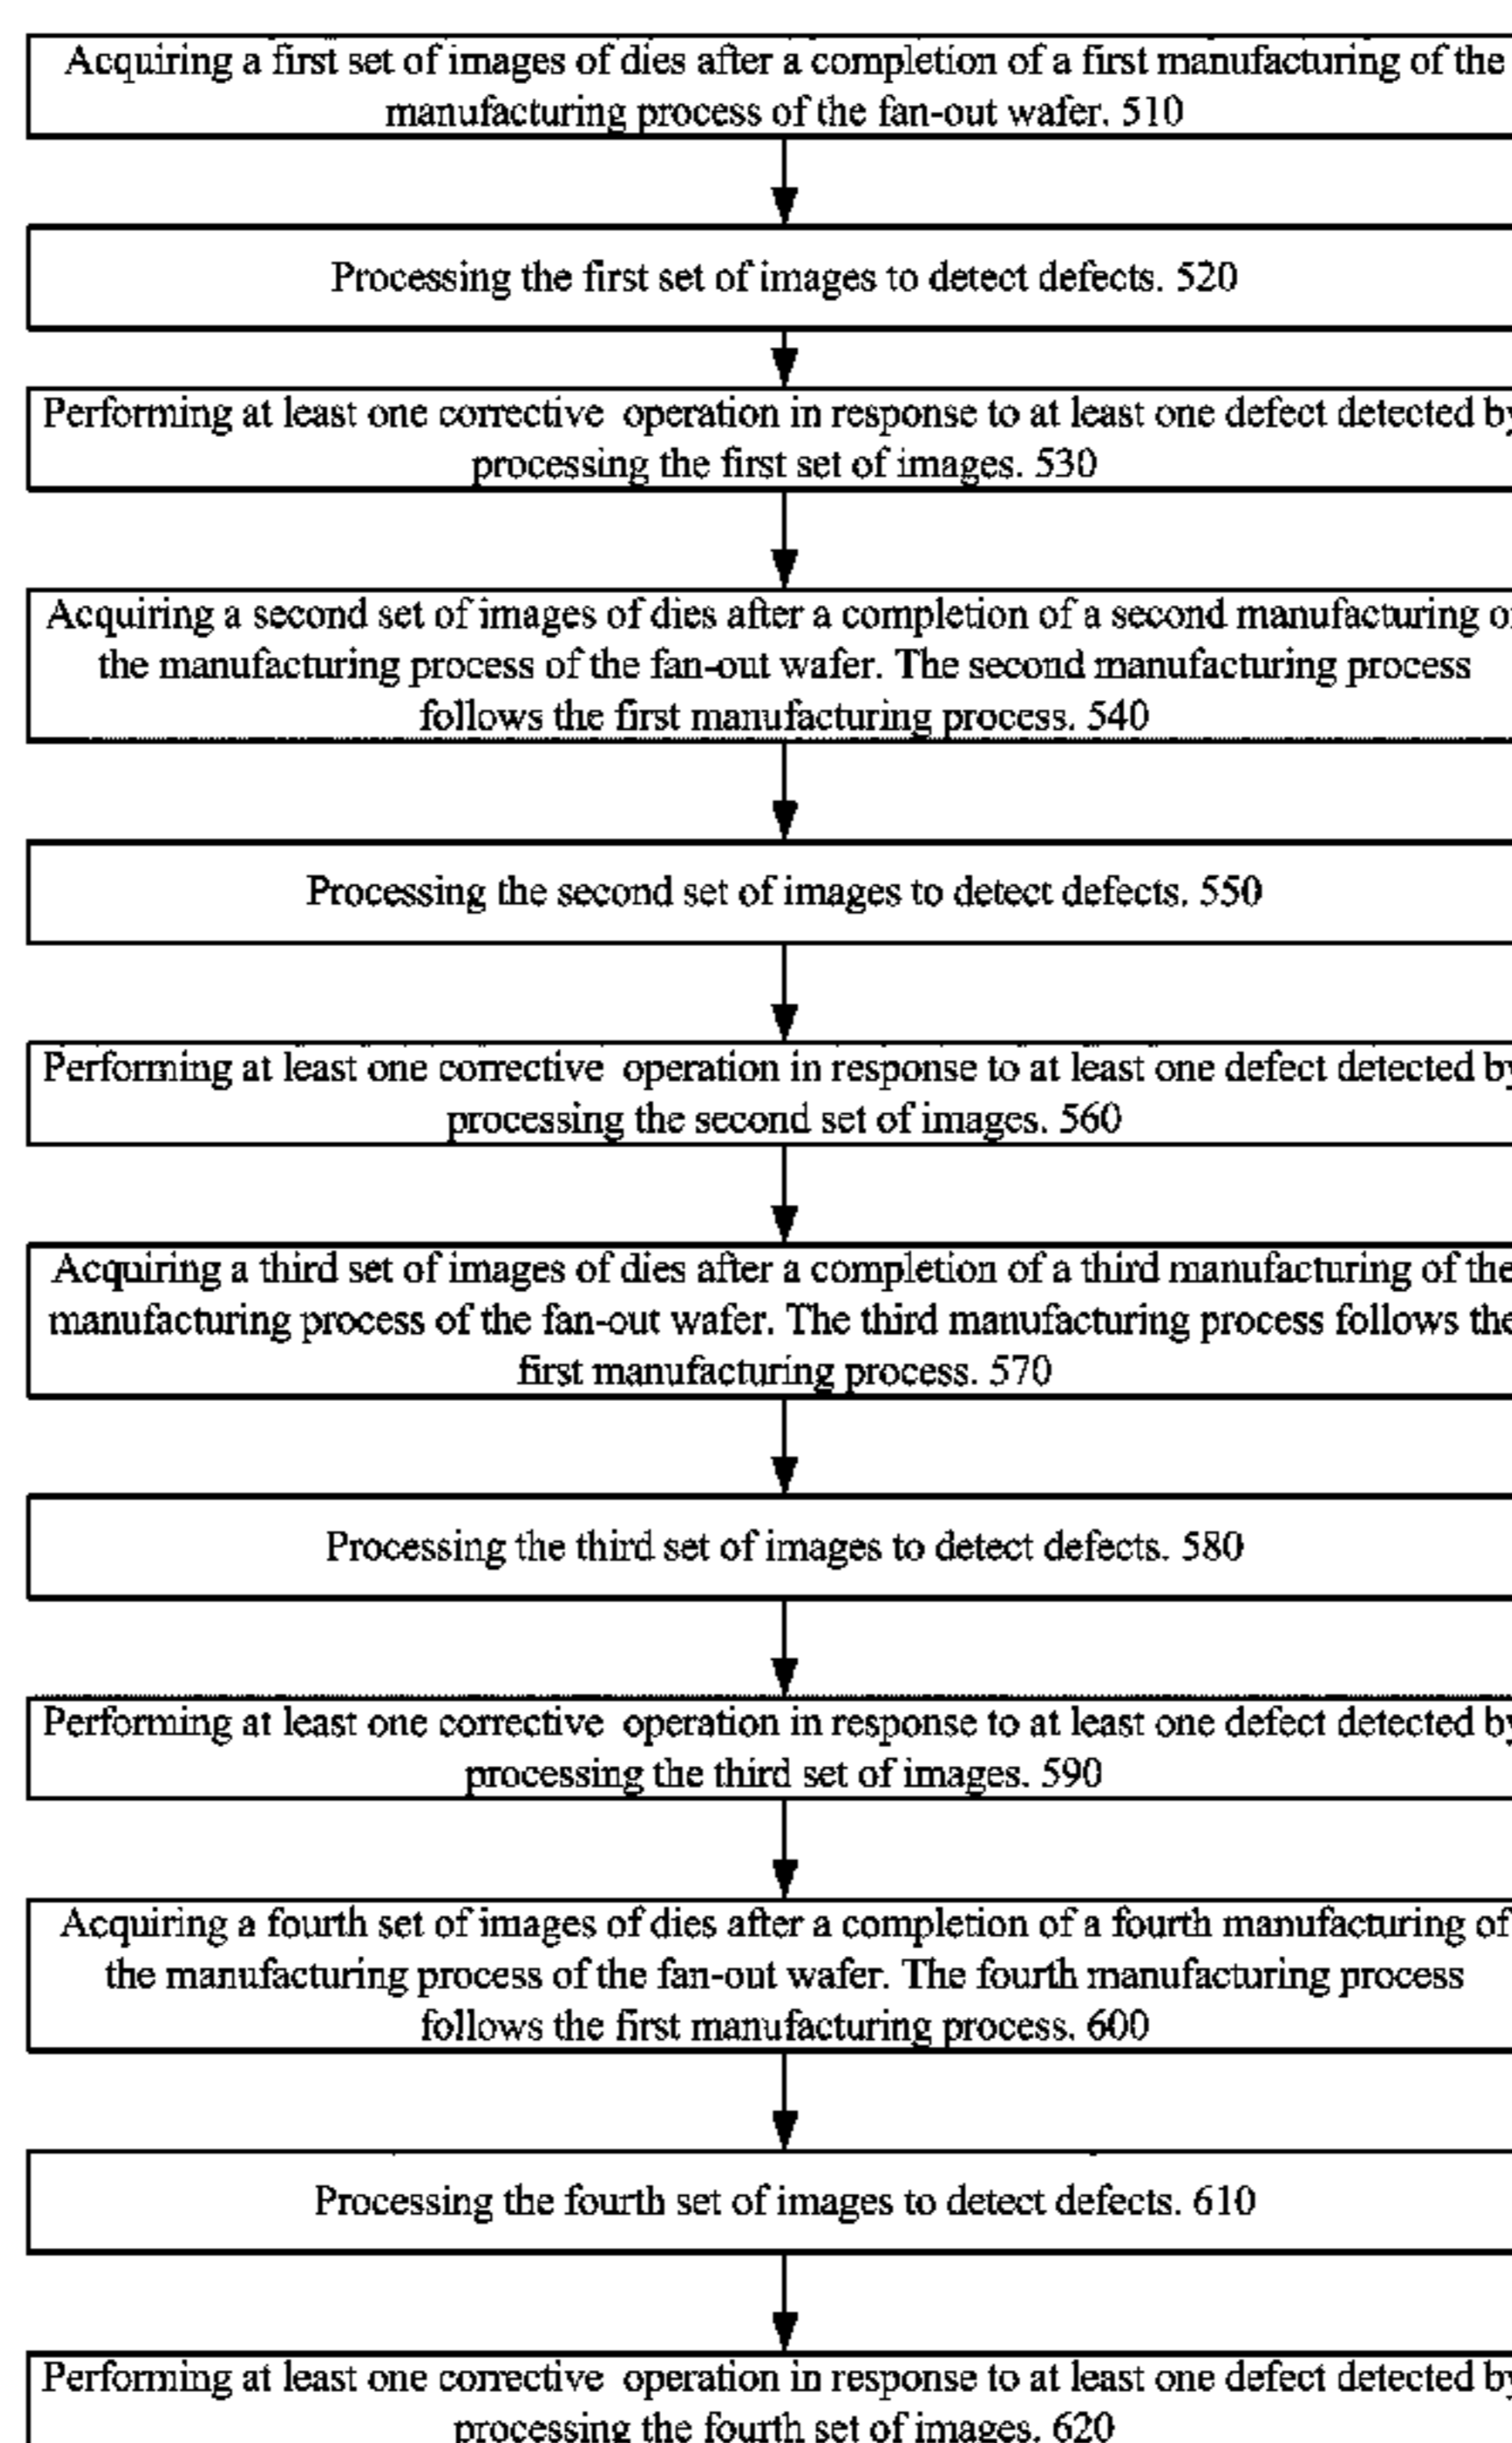 Acquiring a first set of images of dies after a completion of a first manufacturing of the
manufacturing process of the fan-out wafer. 510
Processing the first set of images to detect defects. 520
Performing at least one corrective operation in response to at least one defect detected by
processing the first set of images. 530
Acquiring a second set of images of dies after a completion of a second manufacturing of
the manufacturing process of the fan-out wafer. The second manufacturing process
follows the first manufacturing process. 540
Processing the second set of images to detect defects. 550
Performing at least one corrective operation in response to at least one defect detected by
processing the second set of images. 560
Acquiring a third set of images of dies after a completion of a third manufacturing of the
manufacturing process of the fan-out wafer. The third manufacturing process follows the
first manufacturing process. 570
Processing the third set of images to detect defects. 580
Performing at least one corrective operation in response to at least one defect detected by
processing the third set of images. 590
Acquiring a fourth set of images of dies after a completion of a fourth manufacturing of
the manufacturing process of the fan-out wafer. The fourth manufacturing process
follows the first manufacturing process. 600
Processing the fourth set of images to detect defects. 610
Performing at least one corrective operation in response to at least one defect detected by
processing the fourth set of images. 620